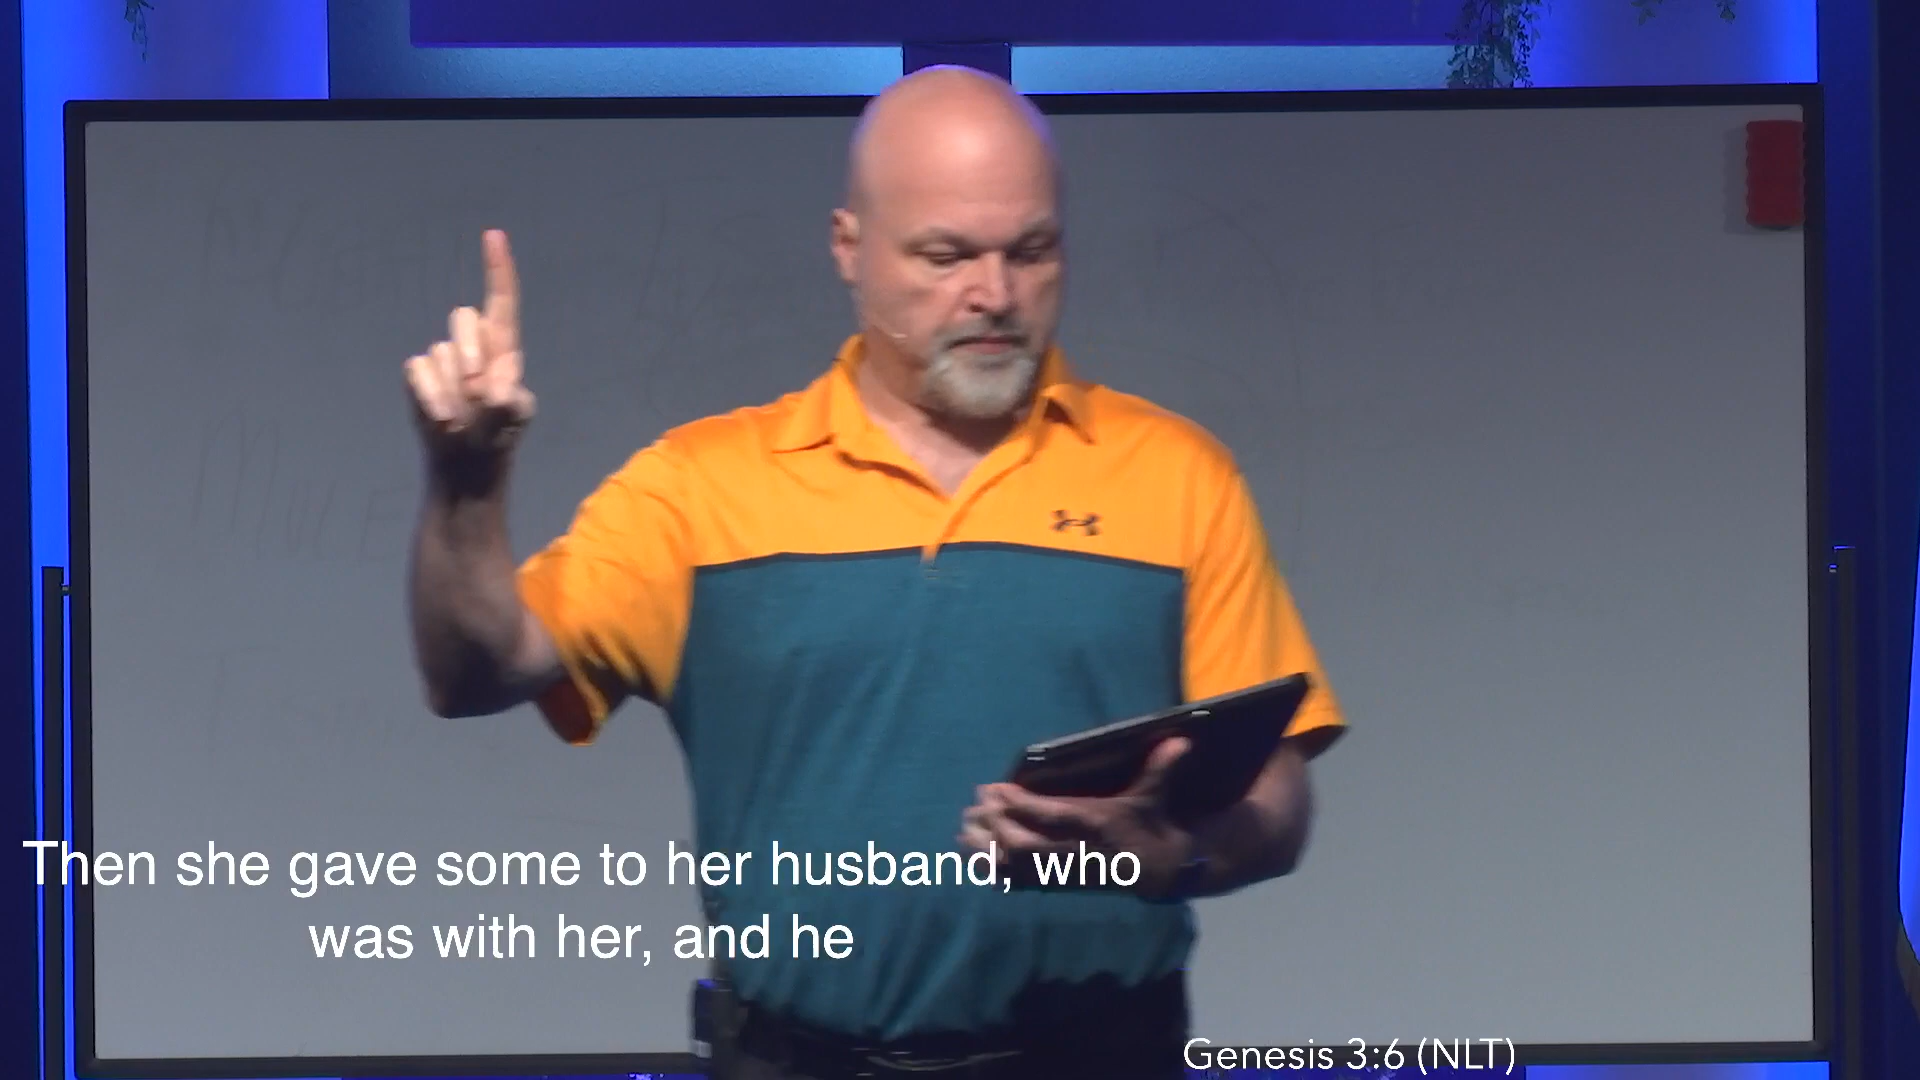 Then she gave some to her husband, who
was with her, and he
Genesis 3:6 (NLT)